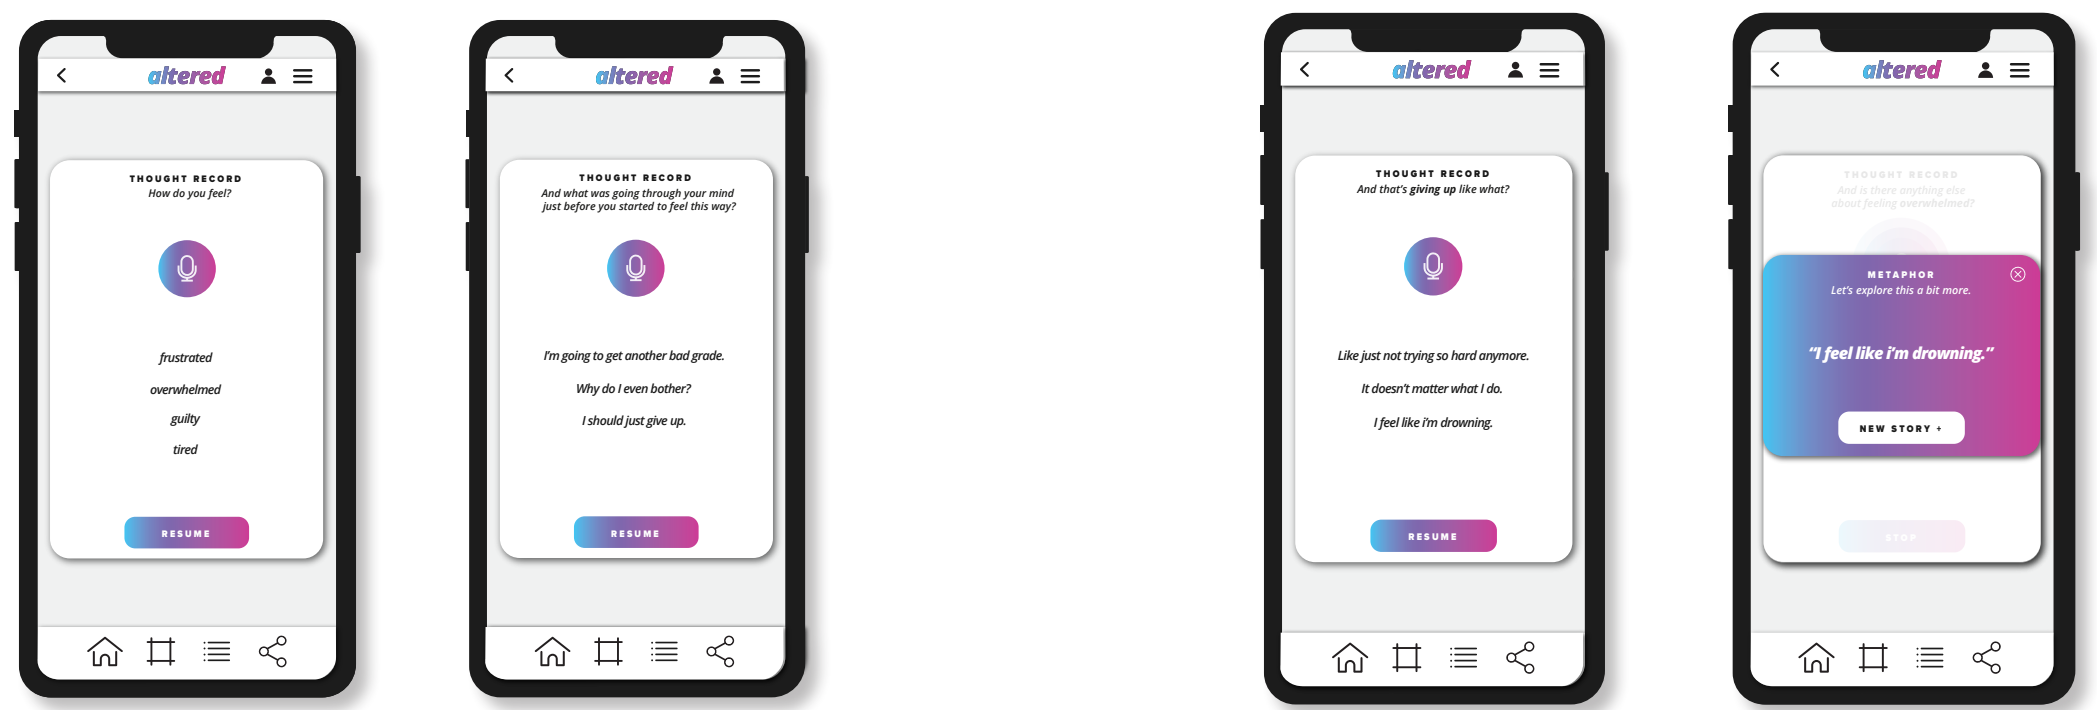 altered
THOUGHT RECORD
How do you feel?
frustrated
overwhelmed
guilty
tired
RESUME
altered
THOUGHT RECORD
And what was going through your mind
just before you started to feel this way?
I'm going to get another bad grade.
Why do I even bother?
I should just give up.
RESUME
altered
THOUGHT RECORD
And that's giving up like what?
Like just not trying so hard anymore.
It doesn't matter what I do.
I feel like i'm drowning.
RESUME
altered
THOUGHT RECORD
And is there anything else
about feeling overwhelmed?
METAPHOR
Let's explore this a bit more.
“I feel like i'm drowning.”
NEW STORY +
STOP